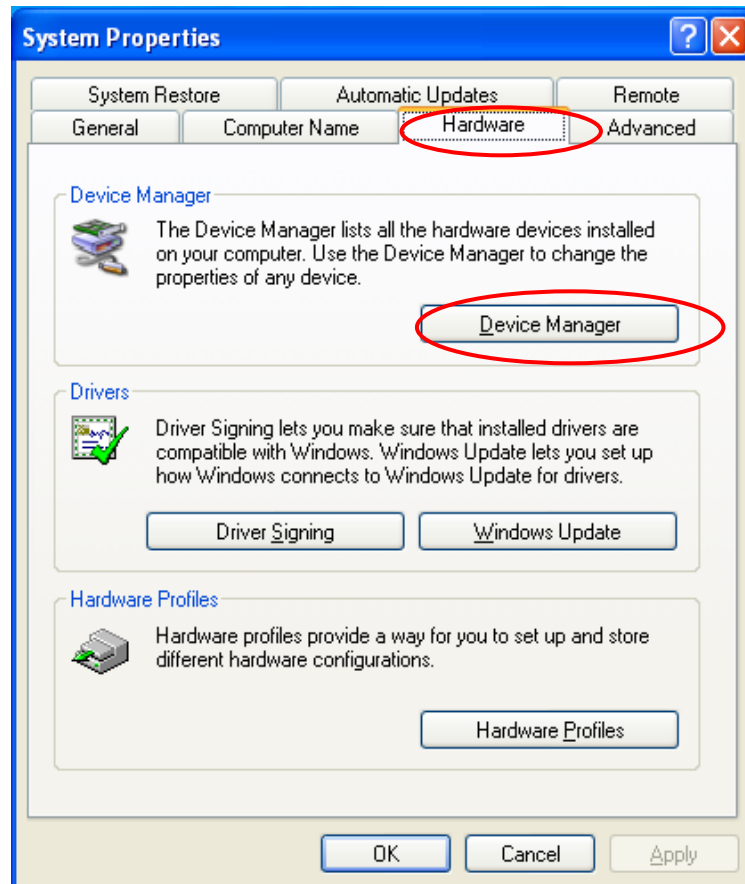 System Properties
System Restore
Automatic Updates
Remote
General
Computer Name
Hardware
Advanced
Device Manager
The Device Manager lists all the hardware devices installed
on your computer. Use the Device Manager to change the
properties of any device.
Device Manager
Drivers
Driver Signing lets you make sure that installed drivers are
compatible with Windows. Windows Update lets you set up
how Windows connects to Windows Update for drivers.
Driver Signing
Windows Update
Hardware Profiles
Hardware profiles provide a way for you to set up and store
different hardware configurations.
Hardware Profiles
OK
Cancel
Apply